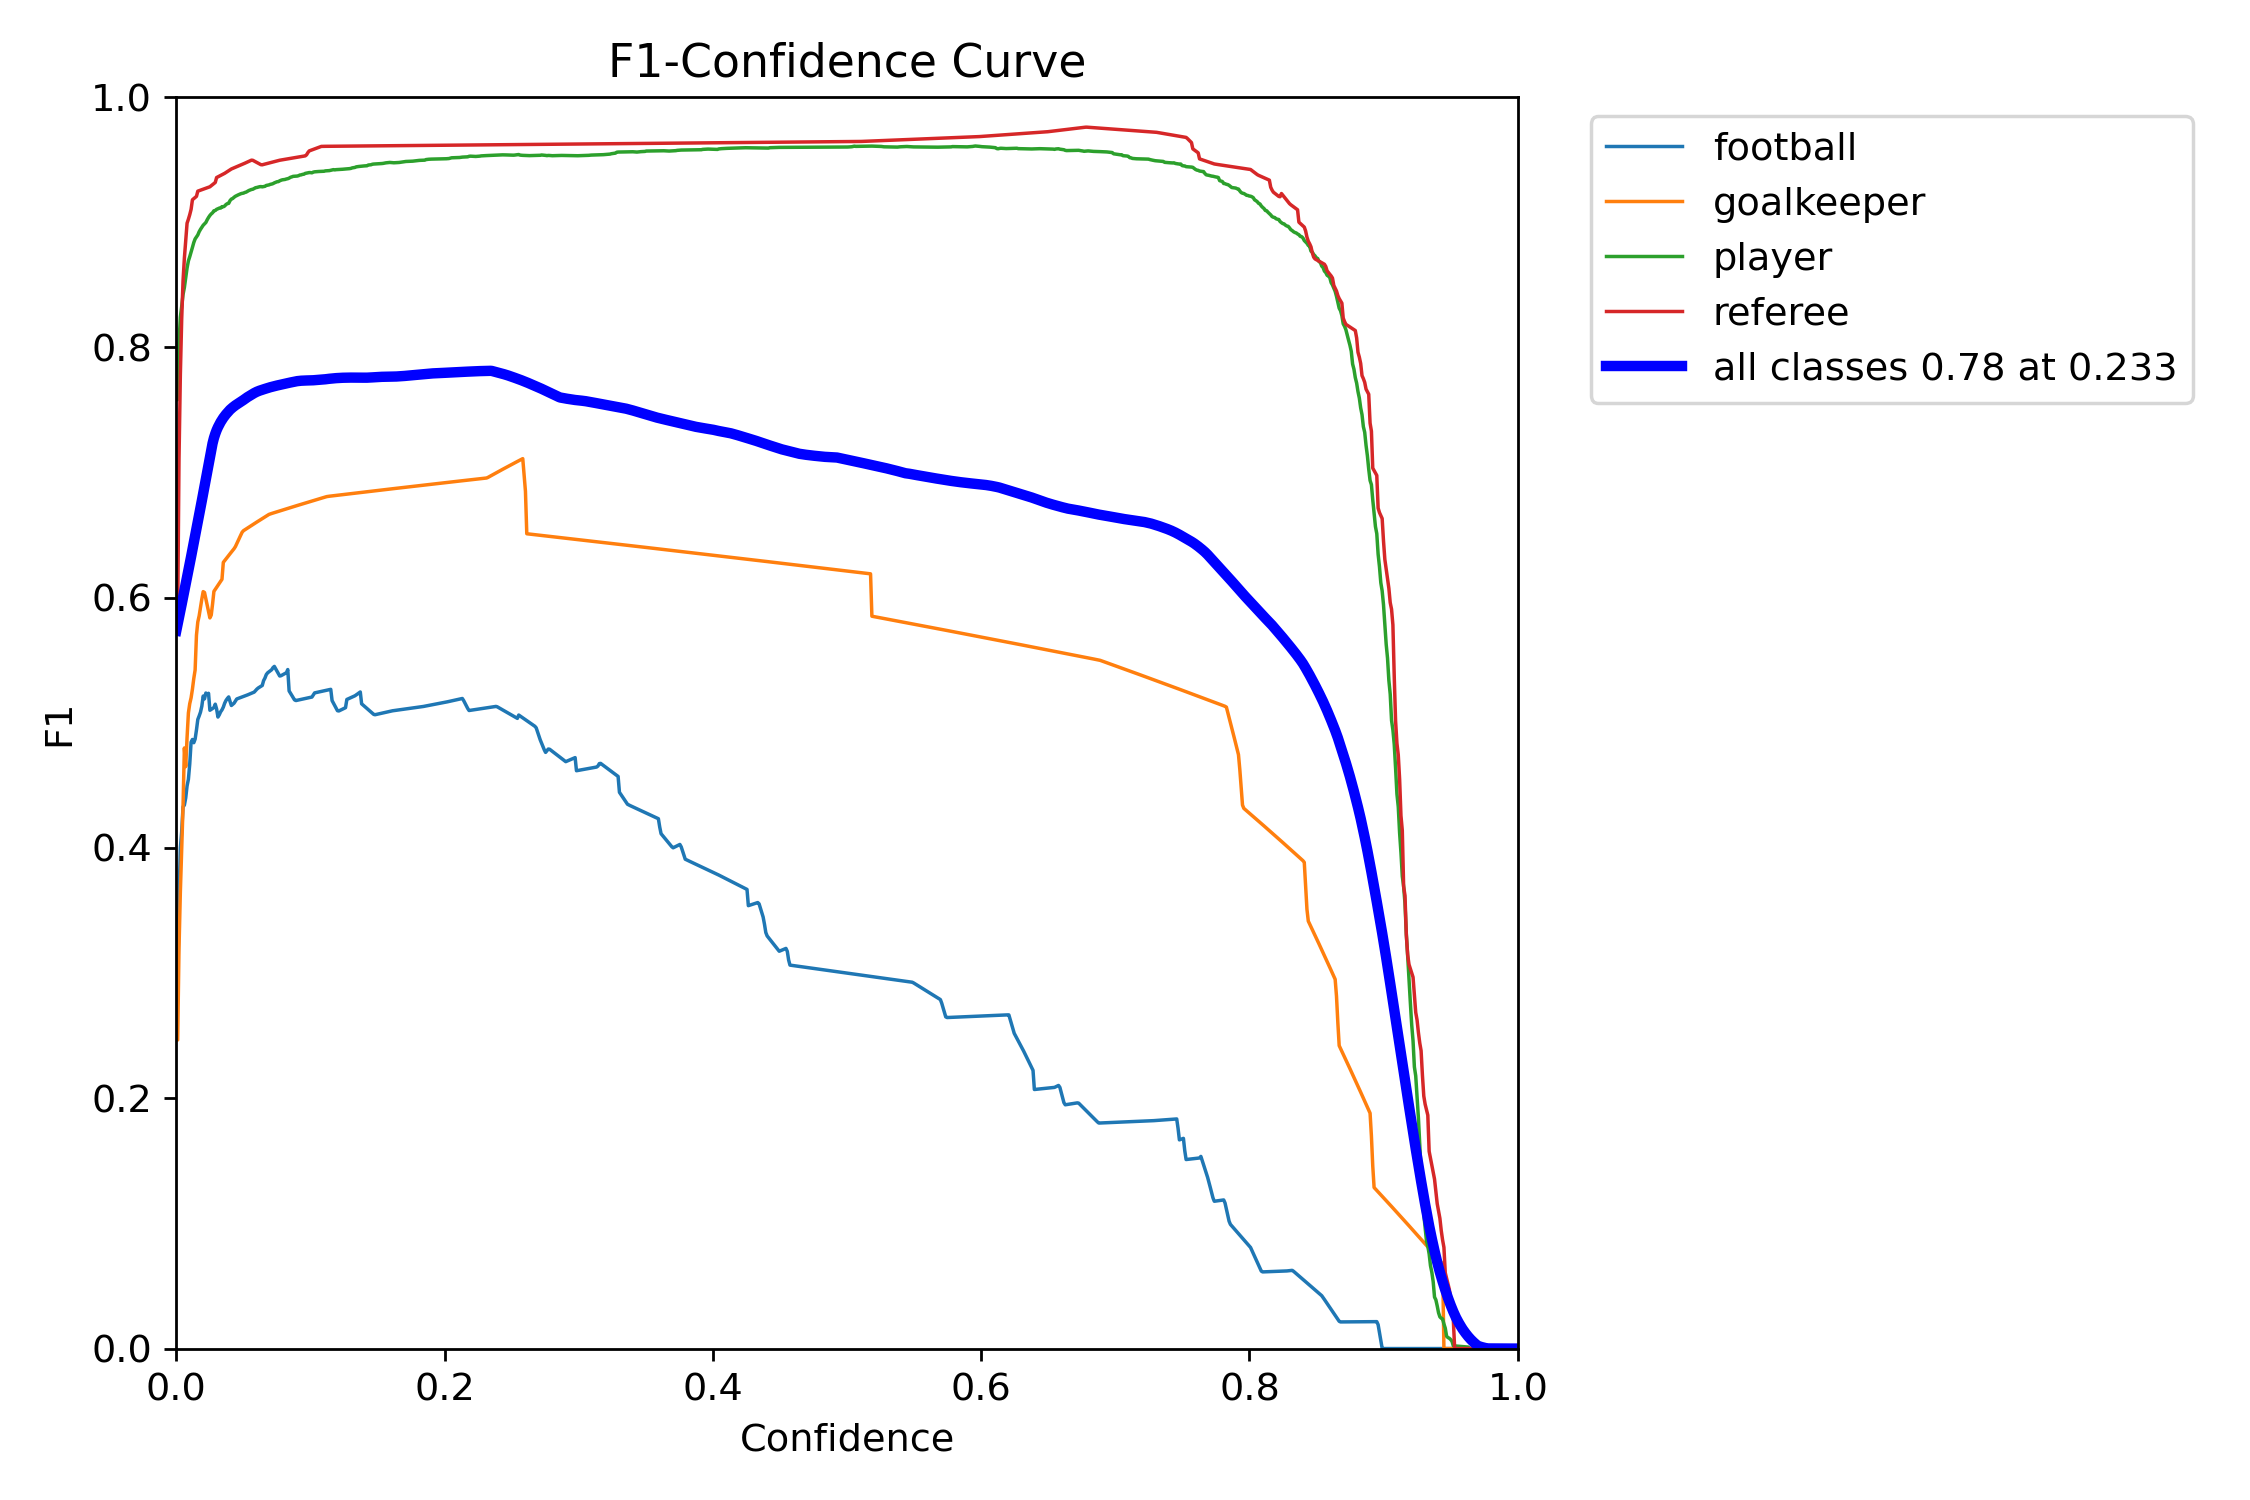 F1-Confidence Curve
1.0
0.8
0.6
0.4
0.2
0.0
F1
0.0 0.2 0.4 0.6 0.8 1.0
Confidence
football
goalkeeper
player
referee
all classes 0.78 at 0.233